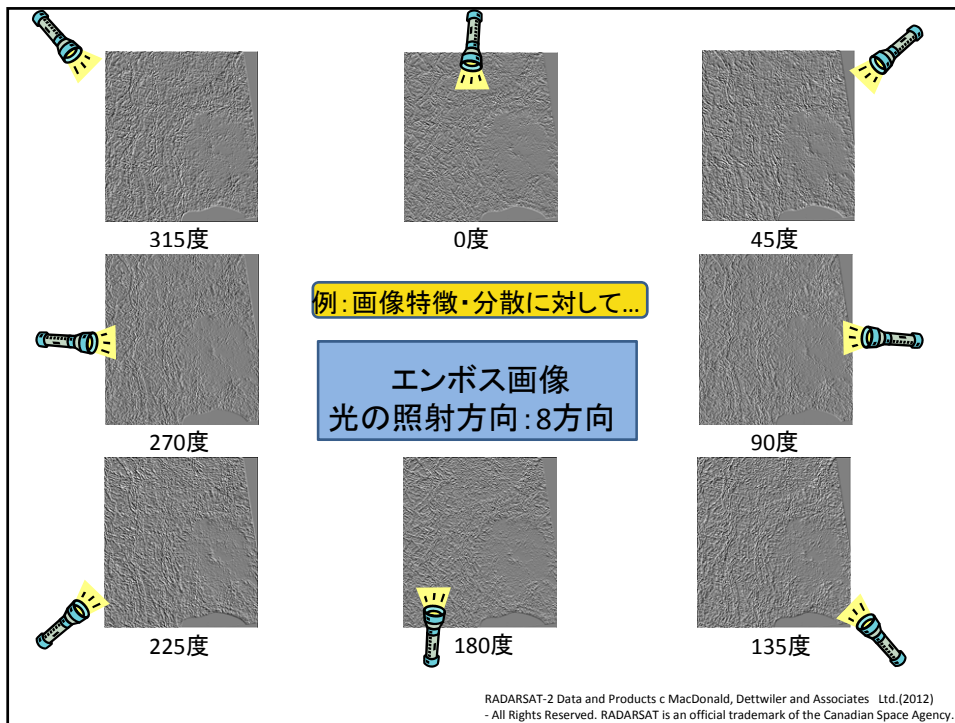 315度
0度
45度
例：画像特徴・分散に対して…
エンボス画像
光の照射方向：8方向
270度
90度
225度
180度
135度
RADARSAT-2 Data and Products c MacDonald, Dettwiler and Associates Ltd.(2012)
- All Rights Reserved. RADARSAT is an official trademark of the Canadian Space Agency.